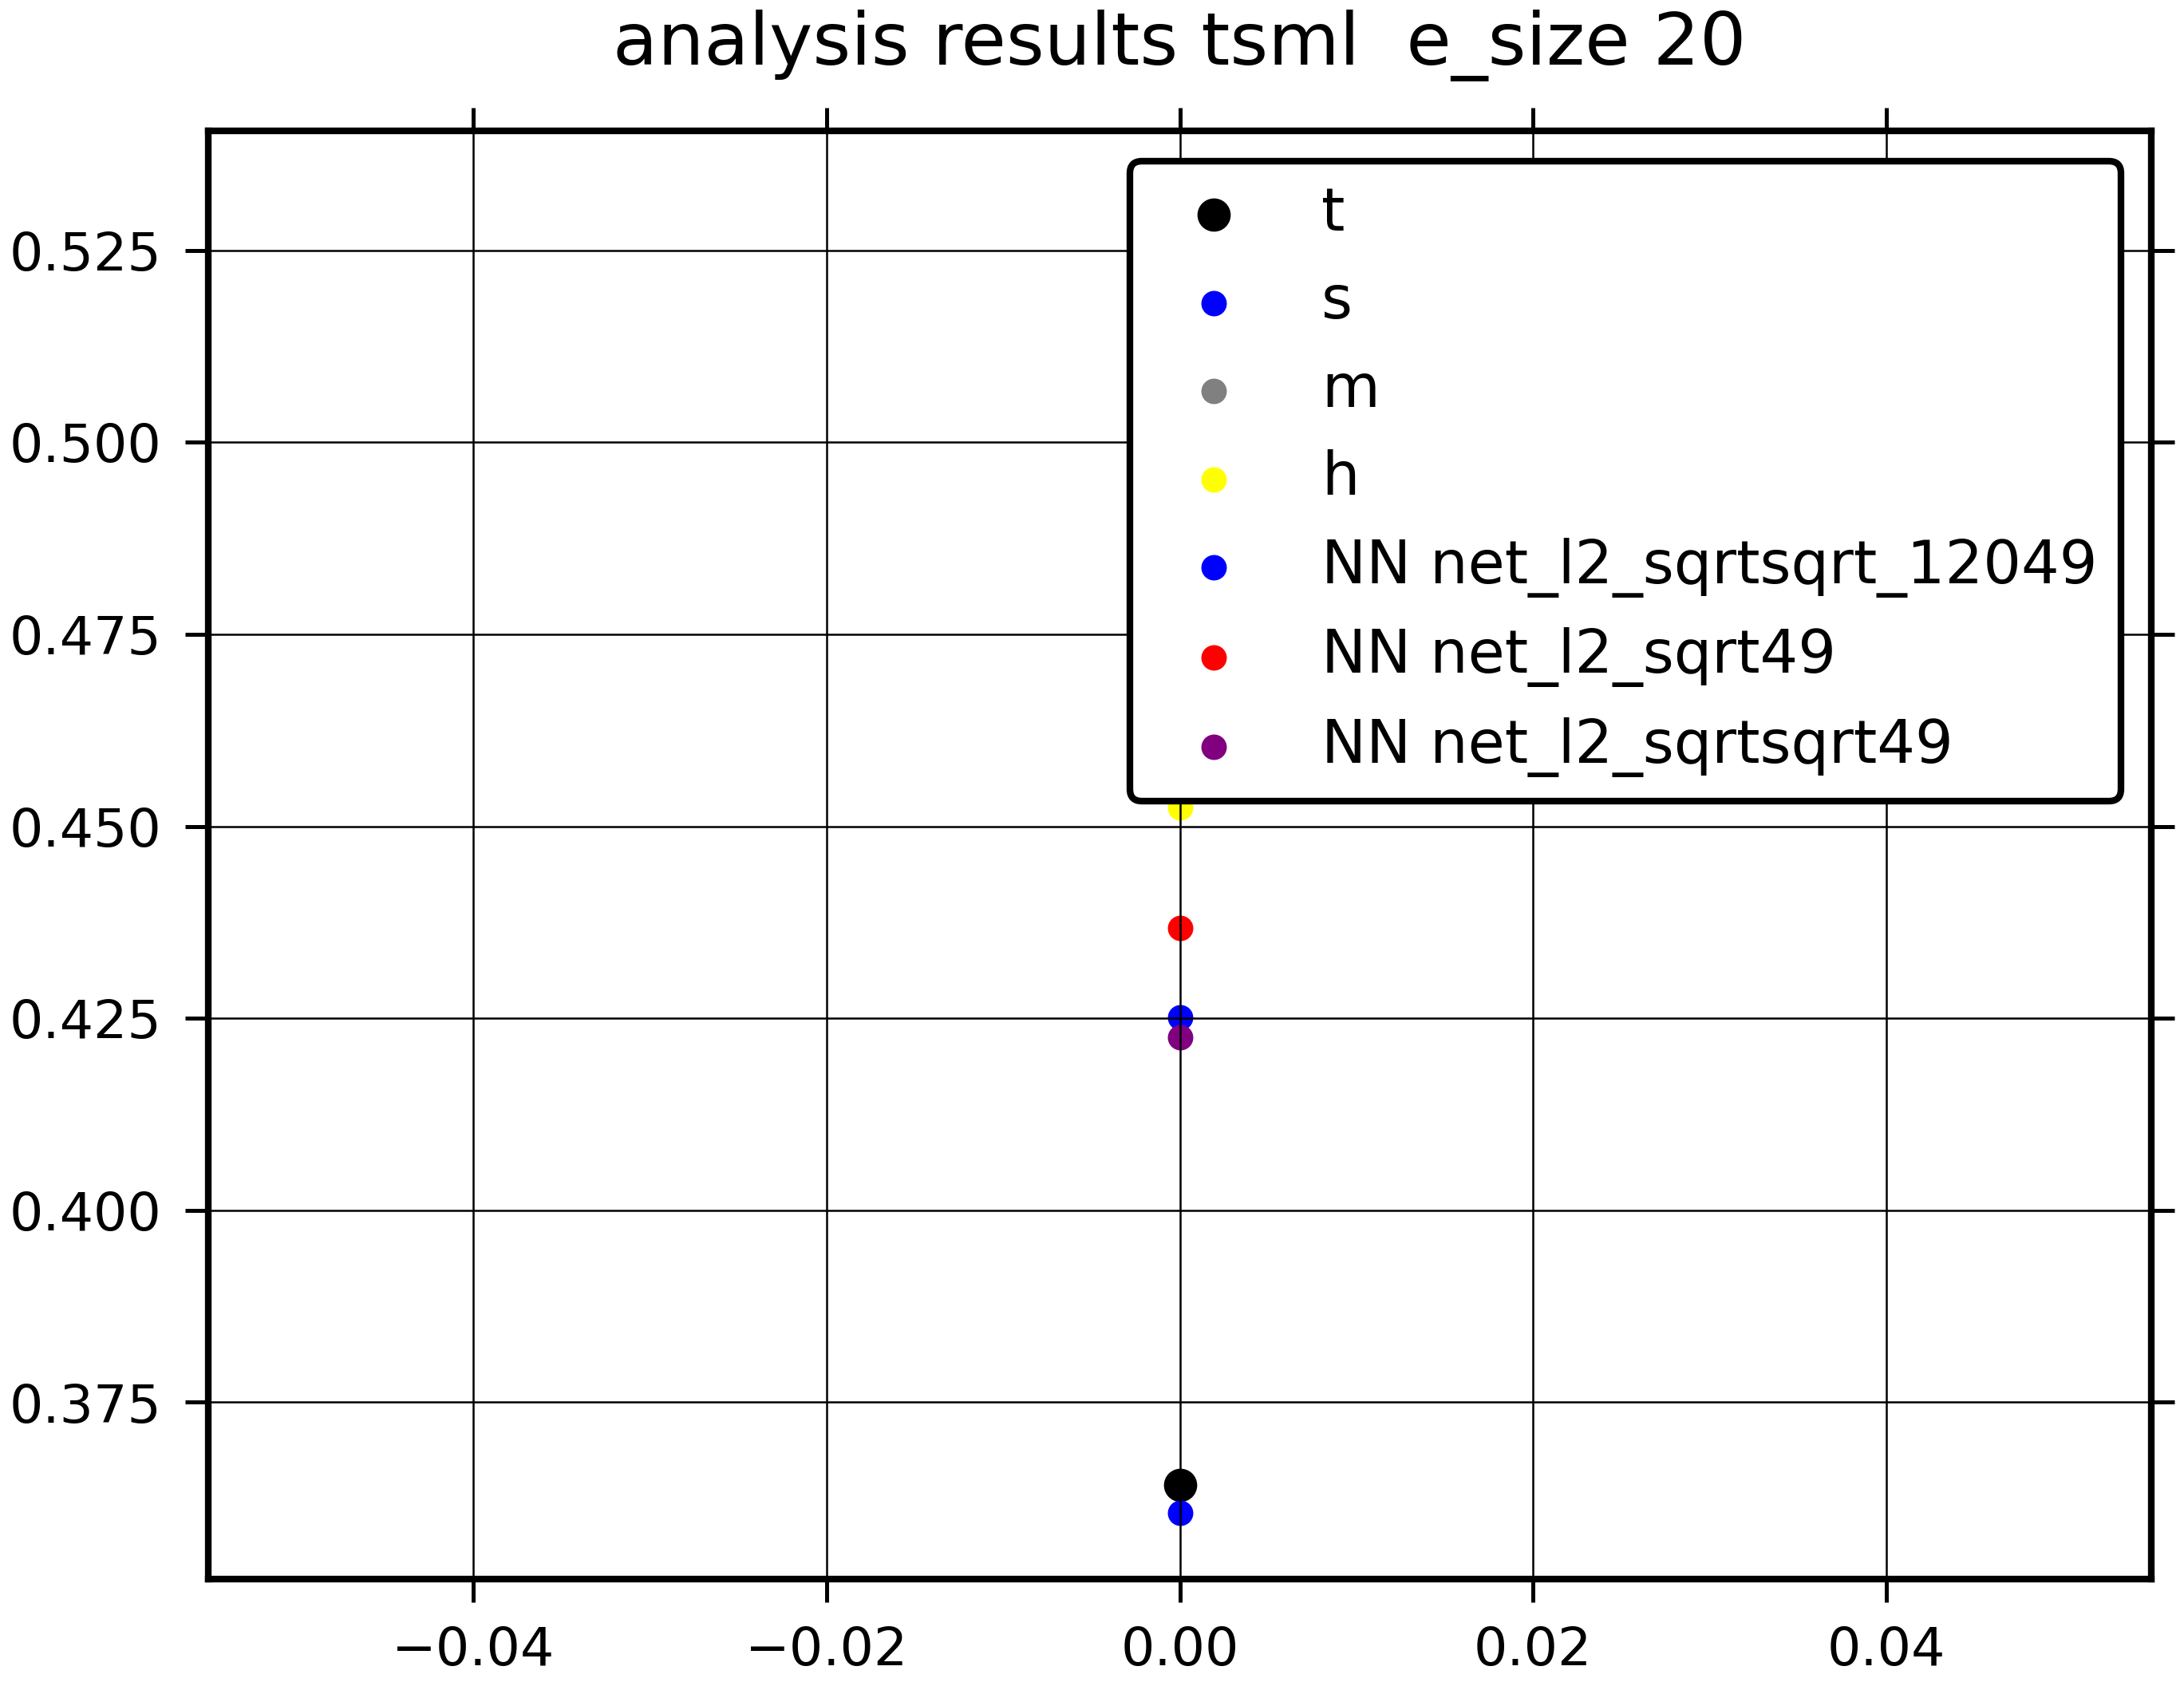 analysis results tsml  e_size 20
t
s
m
h
NN net_l2_sqrtsqrt_12049
NN net_l2_sqrt49
NN net_l2_sqrtsqrt49
0.525
0.500
0.475
0.450
0.425
0.400
0.375
−0.04 −0.02 0.00 0.02 0.04